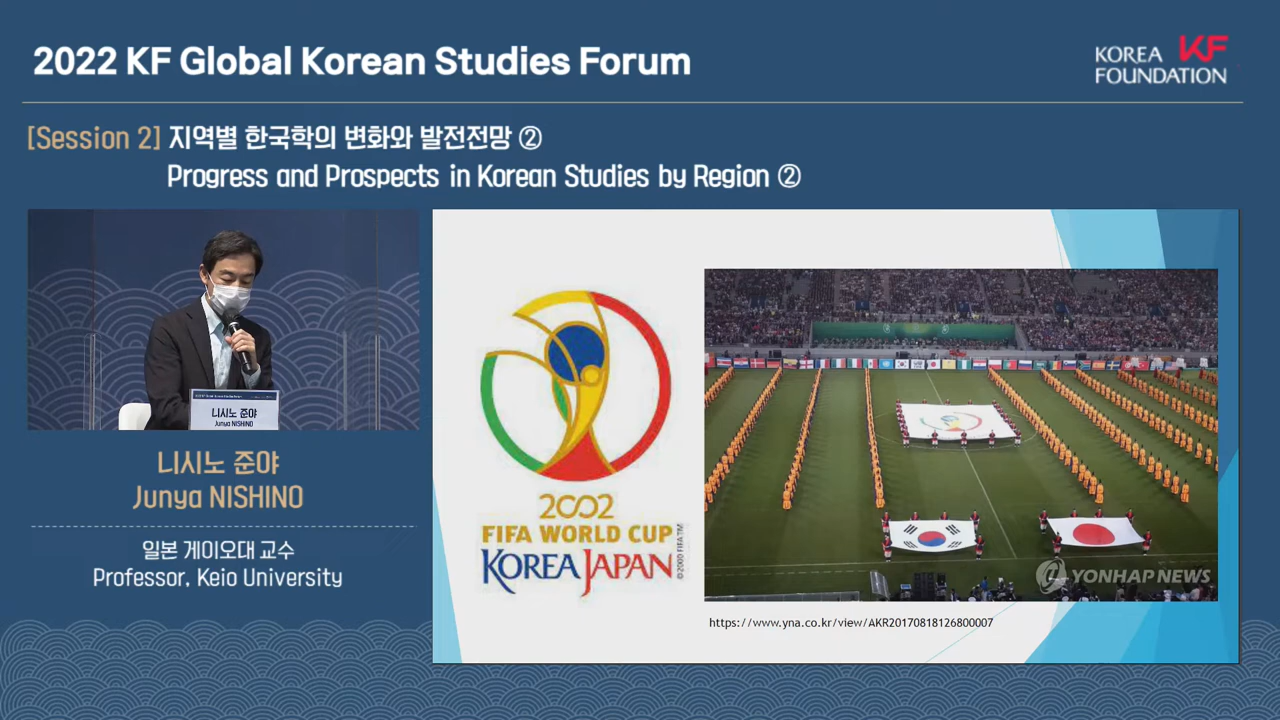 2022 KF Global Korean Studies Forum
KOREA KF
FOUNDATION
[Session 2] 지역별 한국학의 변화와 발전전망 ②
Progress and Prospects in Korean Studies by Region ②
니시노 준야
Junya NISHINO
니시노 준야
Junya NISHINO
일본 게이오대 교수
Professor, Keio University
2002
FIFA WORLD CUP
KOREA JAPAN
© 2000 FIFA TM
YONHAP NEWS
https://www.yna.co.kr/view/AKR20170818126800007